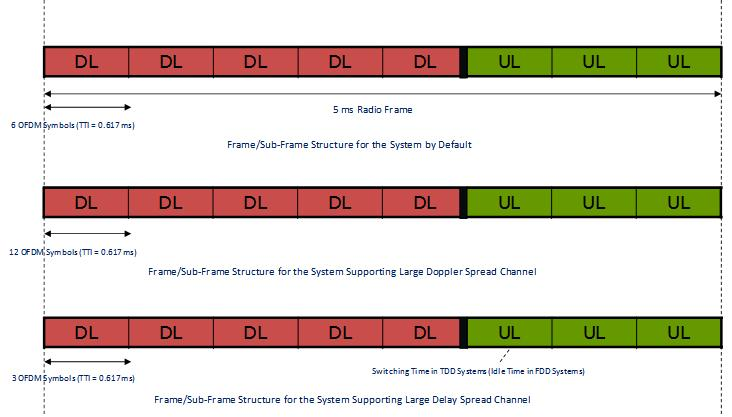 DL DL DL DL DL UL UL UL
5 ms Radio Frame
6 OFDM Symbols (TTI = 0.617 ms)
Frame/Sub-Frame Structure for the System by Default
DL DL DL DL DL UL UL UL
12 OFDM Symbols (TTI = 0.617 ms)
Frame/Sub-Frame Structure for the System Supporting Large Doppler Spread Channel
DL DL DL DL DL UL UL UL
Switching Time in TDD Systems (Idle Time in FDD Systems)
3 OFDM Symbols (TTI = 0.617 ms)
Frame/Sub-Frame Structure for the System Supporting Large Delay Spread Channel